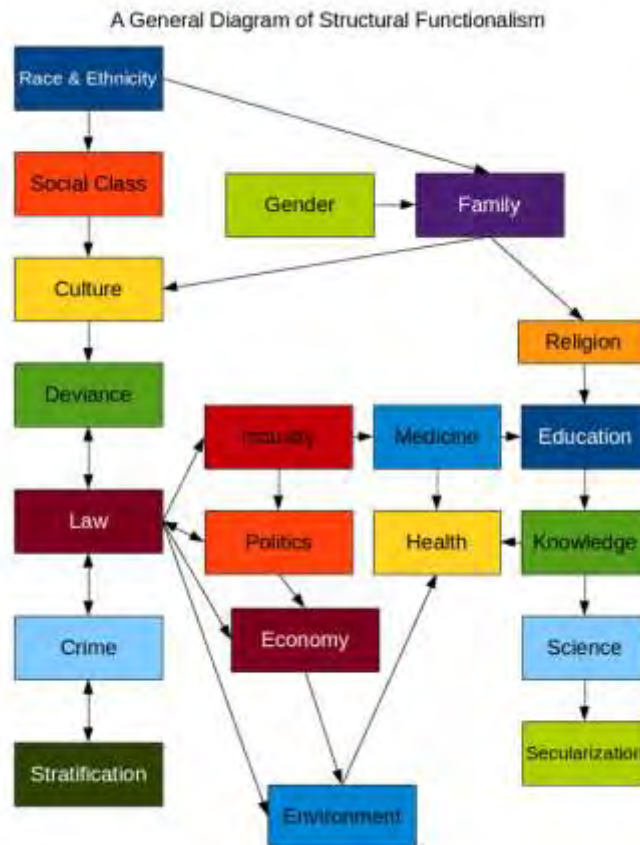 A General Diagram of Structural Functionalism
Race & Ethnicity
Social Class
Gender
Family
Culture
Religion
Deviance
Industry
Medicine
Education
Law
Politics
Health
Knowledge
Crime
Economy
Science
Stratification
Secularization
Environment